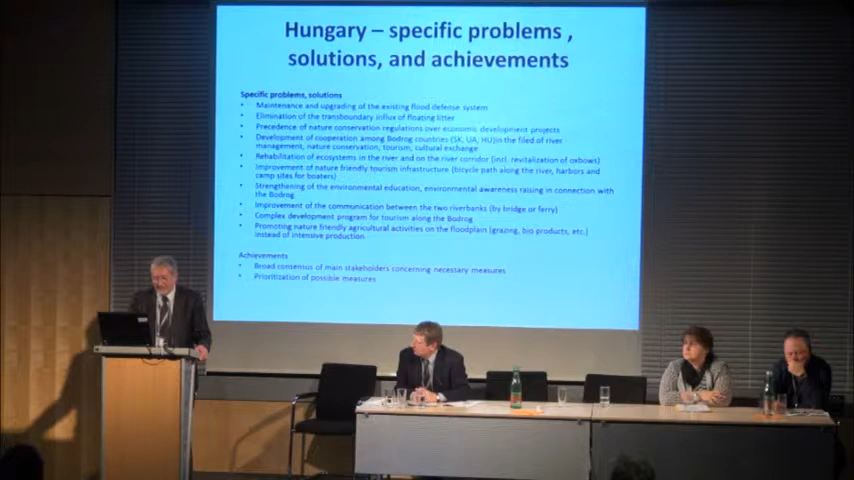 Hungary – specific problems ,
solutions, and achievements
Specific problems, solutions
• Maintenance and upgrading of the existing flood defense system
• Elimination of the transboundary influx of floating litter
• Precedence of nature conservation regulations over economic development projects
• Development of cooperation among Bodrog countries (SK, UA, HU)in the filed of river
management, nature conservation, tourism, cultural exchange
• Rehabilitation of ecosystems in the river and on the river corridor (incl. revitalization of oxbows)
• Improvement of nature friendly tourism infrastructure (bicycle path along the river, harbors and
camp sites for boaters)
• Strengthening of the environmental education, environmental awareness raising in connection with
the Bodrog
• Improvement of the communication between the two riverbanks (by bridge or ferry)
• Complex development program for tourism along the Bodrog
• Promoting nature friendly agricultural activities on the floodplain (grazing, bio products, etc.)
instead of intensive production
Achievements
• Broad consensus of main stakeholders concerning necessary measures
• Prioritization of possible measures